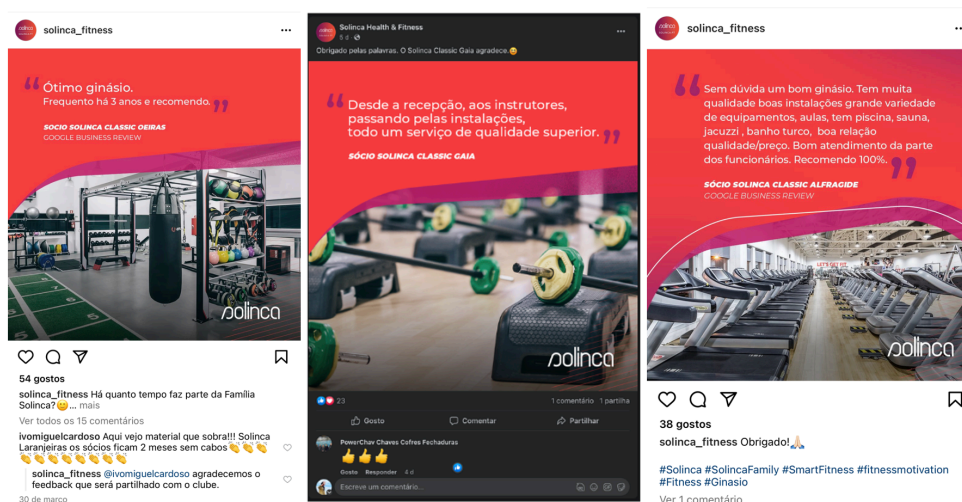 solinca
solinca_fitness
“ Ótimo ginásio.
Frequento há 3 anos e recomendo. ”
SOCIO SOLINCA CLASSIC OEIRAS
GOOGLE BUSINESS REVIEW
solinca
54 gostos
solinca_fitness Há quanto tempo faz parte da Família
Solinca?🙂... mais
Ver todos os 15 comentários
ivomiguelcardoso Aqui vejo material que sobra!!! Solinca
Laranjeiras os sócios ficam 2 meses sem cabos👏👏👏
👏👏👏👏👏👏👏👏
solinca_fitness @ivomiguelcardoso agradecemos o
feedback que será partilhado com o clube.
30 de março
Solinca Health & Fitness
5 d
Obrigado pelas palavras. O Solinca Classic Gaia agradece.😀
“ Desde a recepção, aos instrutores,
passando pelas instalações,
todo um serviço de qualidade superior. ”
SÓCIO SOLINCA CLASSIC GAIA
solinca
23
1 comentário 1 partilha
Gosto Comentar Partilhar
PowerChav Chaves Cofres Fechaduras
👍👍👍
Gosto Responder 4 d
Escreve um comentário...
solinca
solinca_fitness
“ Sem dúvida um bom ginásio. Tem muita
qualidade boas instalações grande variedade
de equipamentos, aulas, tem piscina, sauna,
jacuzzi , banho turco, boa relação
qualidade/preço. Bom atendimento da parte
dos funcionários. Recomendo 100%. ”
SÓCIO SOLINCA CLASSIC ALFRAGIDE
GOOGLE BUSINESS REVIEW
LET'S GET FIT
solinca
38 gostos
solinca_fitness Obrigado!🙏🏻
#Solinca #SolincaFamily #SmartFitness #fitnessmotivation
#Fitness #Ginasio
Ver 1 comentário